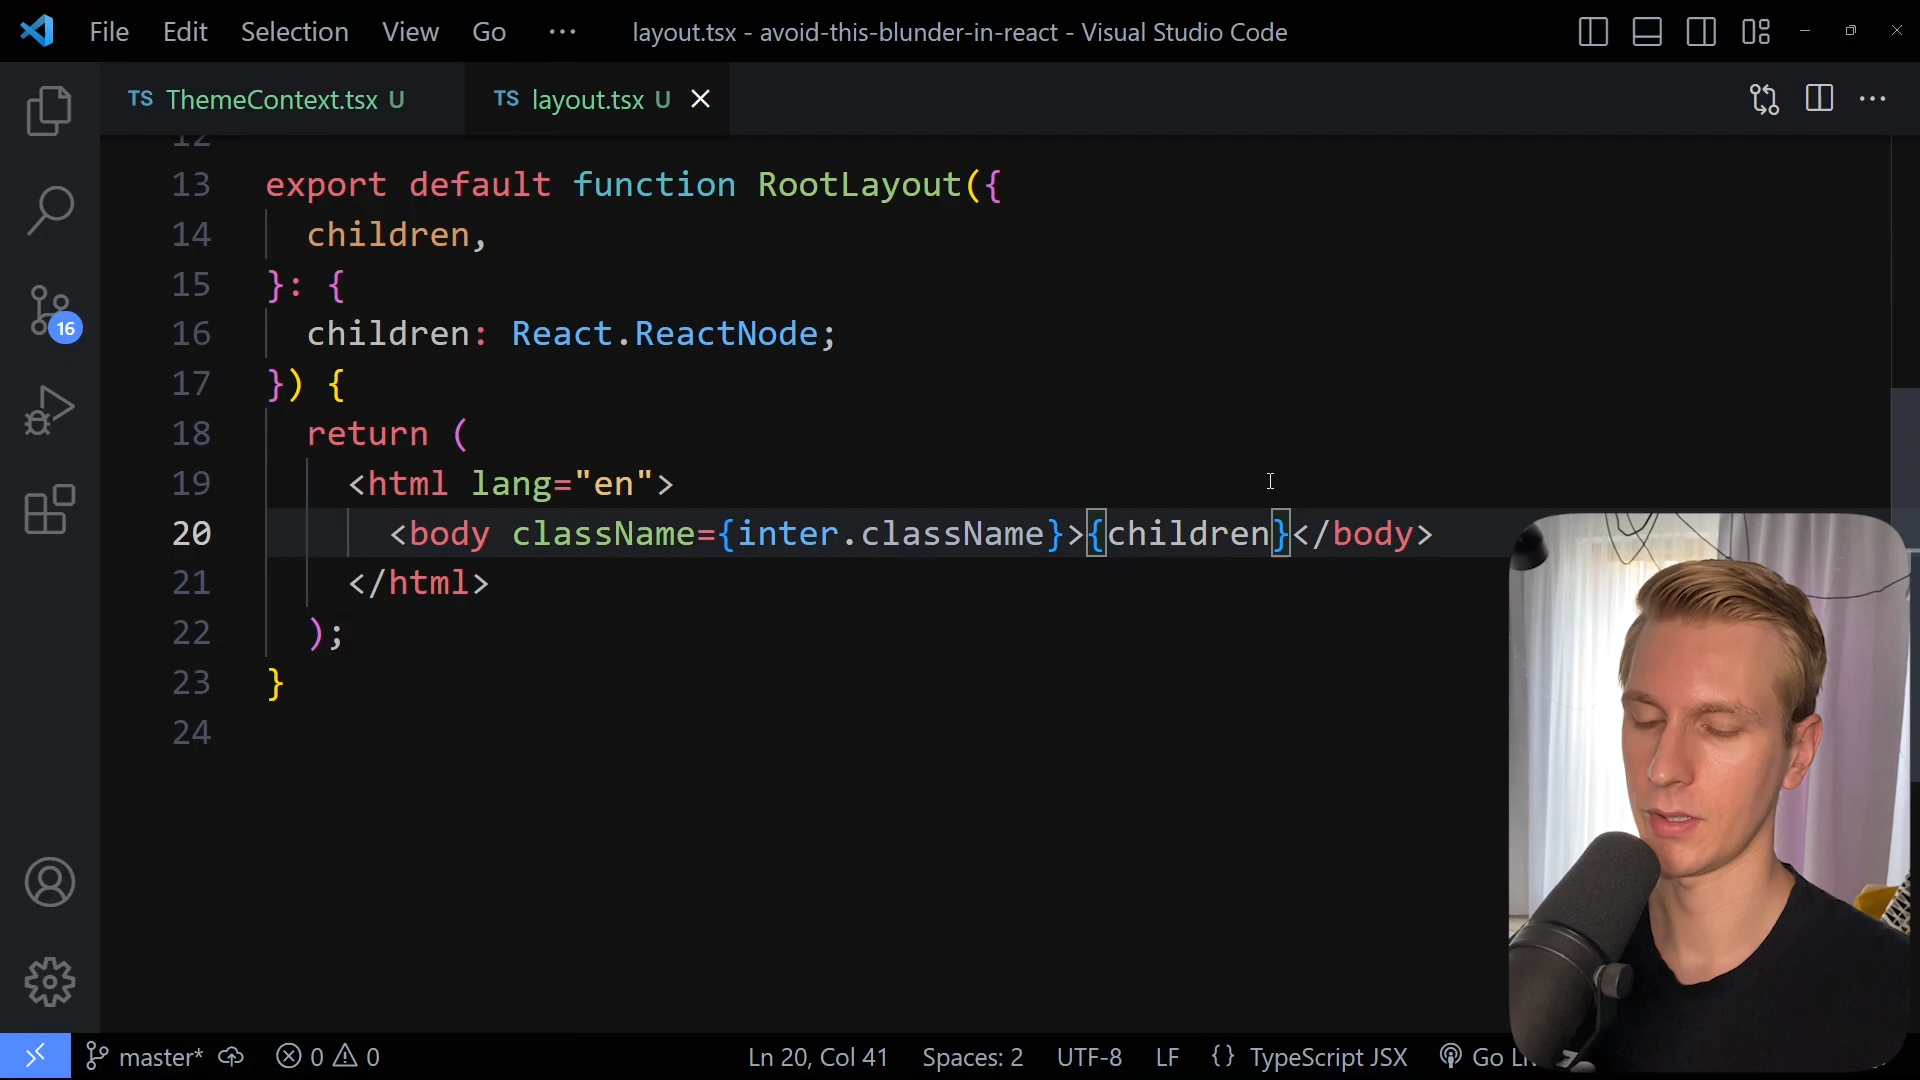 File Edit Selection View Go ··· layout.tsx - avoid-this-blunder-in-react - Visual Studio Code
TS ThemeContext.tsx U TS layout.tsx U
12
13 export default function RootLayout({
14 children,
15 }: {
16 children: React.ReactNode;
17 }) {
18 return (
19 <html lang="en">
20 <body className={inter.className}>{children}</body>
21 </html>
22 );
23 }
24
16
master* 0 0 Ln 20, Col 41 Spaces: 2 UTF-8 LF {} TypeScript JSX Go